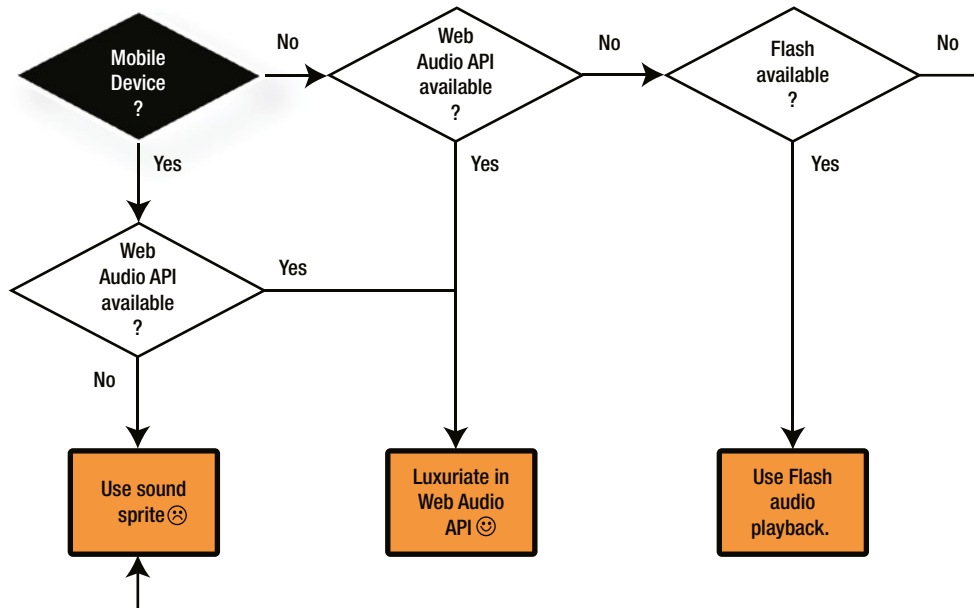 Mobile
Device
?
No
Web
Audio API
available
?
No
Flash
available
?
No
Yes
Yes
Yes
Web
Audio API
available
?
Yes
No
Use sound
sprite☹
Luxuriate in
Web Audio
API ☺
Use Flash
audio
playback.